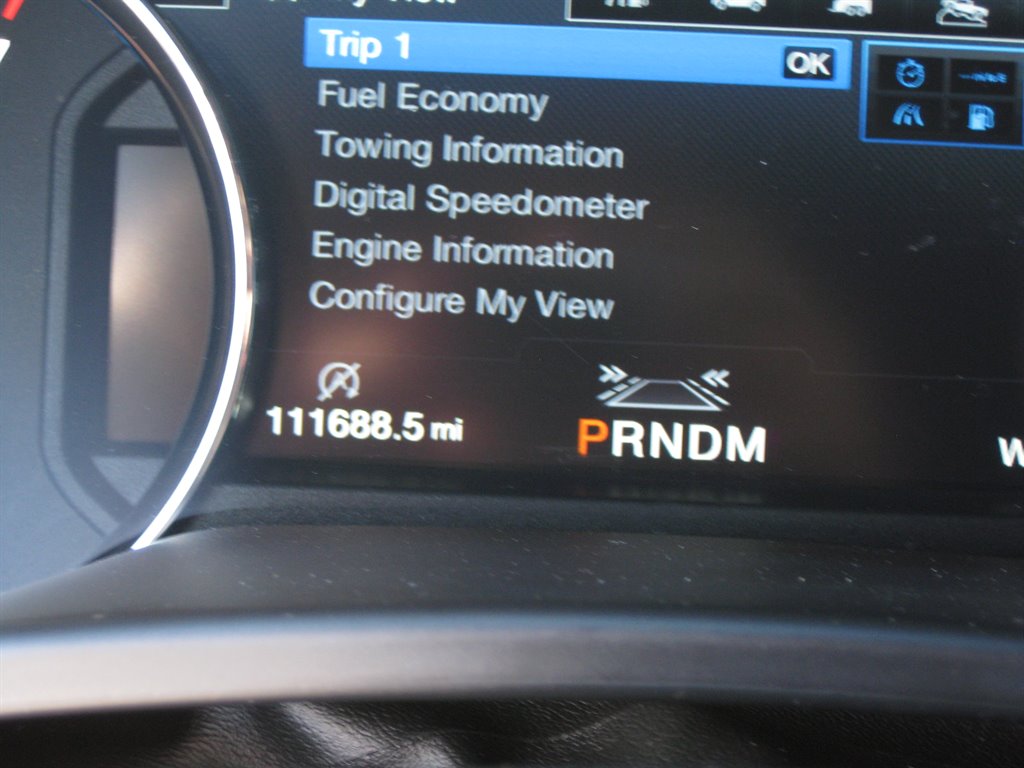 Trip 1 OK
Fuel Economy
Towing Information
Digital Speedometer
Engine Information
Configure My View
111688.5 mi
PRNDM
W